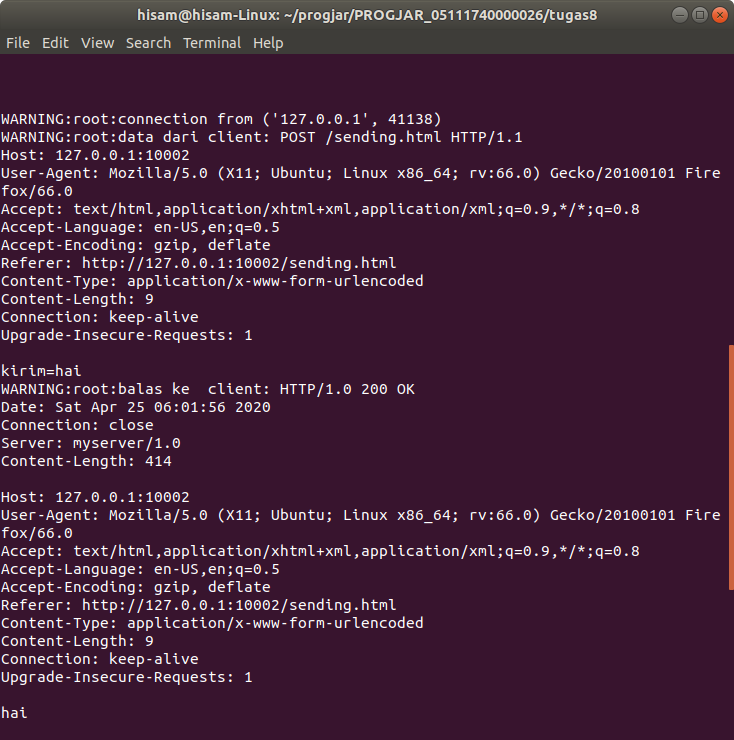 hisam@hisam-Linux: ~/progjar/PROGJAR_05111740000026/tugas8
File Edit View Search Terminal Help
WARNING:root:connection from ('127.0.0.1', 41138)
WARNING:root:data dari client: POST /sending.html HTTP/1.1
Host: 127.0.0.1:10002
User-Agent: Mozilla/5.0 (X11; Ubuntu; Linux x86_64; rv:66.0) Gecko/20100101 Fire
fox/66.0
Accept: text/html,application/xhtml+xml,application/xml;q=0.9,*/*;q=0.8
Accept-Language: en-US,en;q=0.5
Accept-Encoding: gzip, deflate
Referer: http://127.0.0.1:10002/sending.html
Content-Type: application/x-www-form-urlencoded
Content-Length: 9
Connection: keep-alive
Upgrade-Insecure-Requests: 1
kirim=hai
WARNING:root:balas ke  client: HTTP/1.0 200 OK
Date: Sat Apr 25 06:01:56 2020
Connection: close
Server: myserver/1.0
Content-Length: 414
Host: 127.0.0.1:10002
User-Agent: Mozilla/5.0 (X11; Ubuntu; Linux x86_64; rv:66.0) Gecko/20100101 Fire
fox/66.0
Accept: text/html,application/xhtml+xml,application/xml;q=0.9,*/*;q=0.8
Accept-Language: en-US,en;q=0.5
Accept-Encoding: gzip, deflate
Referer: http://127.0.0.1:10002/sending.html
Content-Type: application/x-www-form-urlencoded
Content-Length: 9
Connection: keep-alive
Upgrade-Insecure-Requests: 1
hai